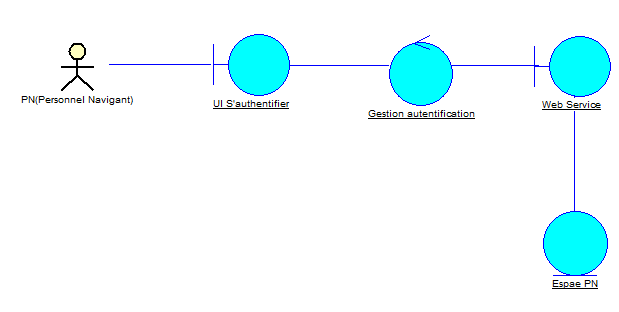 PN(Personnel Navigant)
UI S'authentifier
Gestion autentification
Web Service
Espae PN